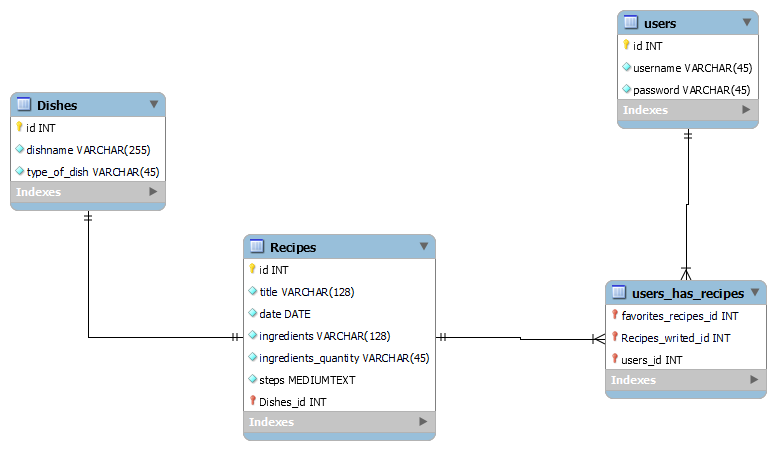 users
id INT
username VARCHAR(45)
password VARCHAR(45)
Indexes
Dishes
id INT
dishname VARCHAR(255)
type_of_dish VARCHAR(45)
Indexes
Recipes
id INT
title VARCHAR(128)
date DATE
ingredients VARCHAR(128)
ingredients_quantity VARCHAR(45)
steps MEDIUMTEXT
Dishes_id INT
Indexes
users_has_recipes
favorites_recipes_id INT
Recipes_writed_id INT
users_id INT
Indexes